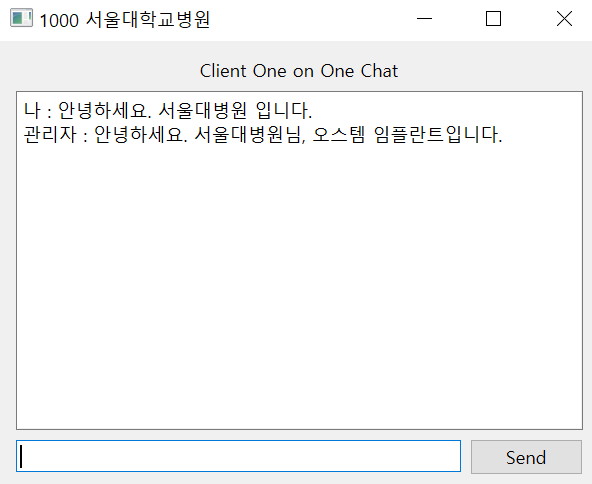 1000 서울대학교병원
Client One on One Chat
나 : 안녕하세요. 서울대병원 입니다.
관리자 : 안녕하세요. 서울대병원님, 오스템 임플란트입니다.
Send